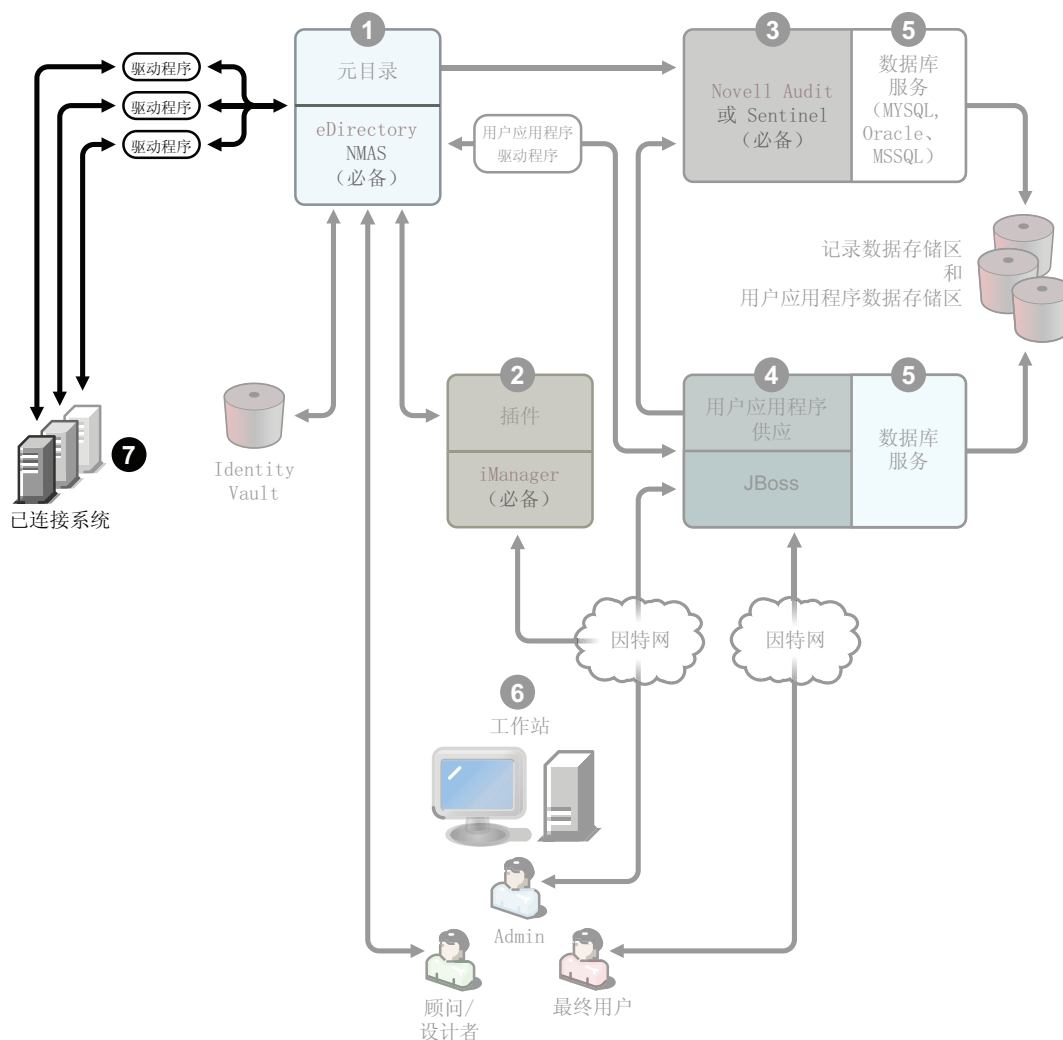 1
元目录
eDirectory
NMAS
（必备）
驱动程序
驱动程序
驱动程序
用户应用程序
驱动程序
3
Novell Audit
或 Sentinel
（必备）
5
数据库
服务
（MYSQL,
Oracle、
MSSQL）
记录数据存储区
和
用户应用程序数据存储区
7
已连接系统
Identity
Vault
2
插件
iManager
（必备）
4
用户应用程序
供应
JBoss
5
数据库
服务
因特网
因特网
6
工作站
Admin
顾问/
设计者
最终用户